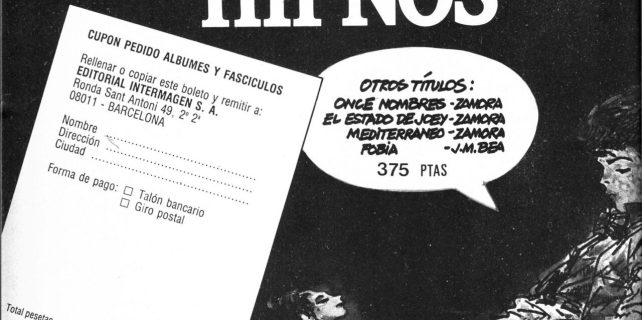 CUPON PEDIDO ALBUMES Y FASCICULOS
Rellenar o copiar este boleto y remitir a:
EDITORIAL INTERMAGEN S. A.
Ronda Sant Antoni 49, 2º 2ª
08011 - BARCELONA
Nombre
Dirección
Ciudad
Forma de pago: □ Talón bancario
□ Giro postal
Total pesetas
OTROS TÍTULOS:
ONCE NOMBRES - ZAMORA
EL ESTADO DE JOEY - ZAMORA
MEDITERRANEO - ZAMORA
FOBIA - J.M. BEA
375 PTAS